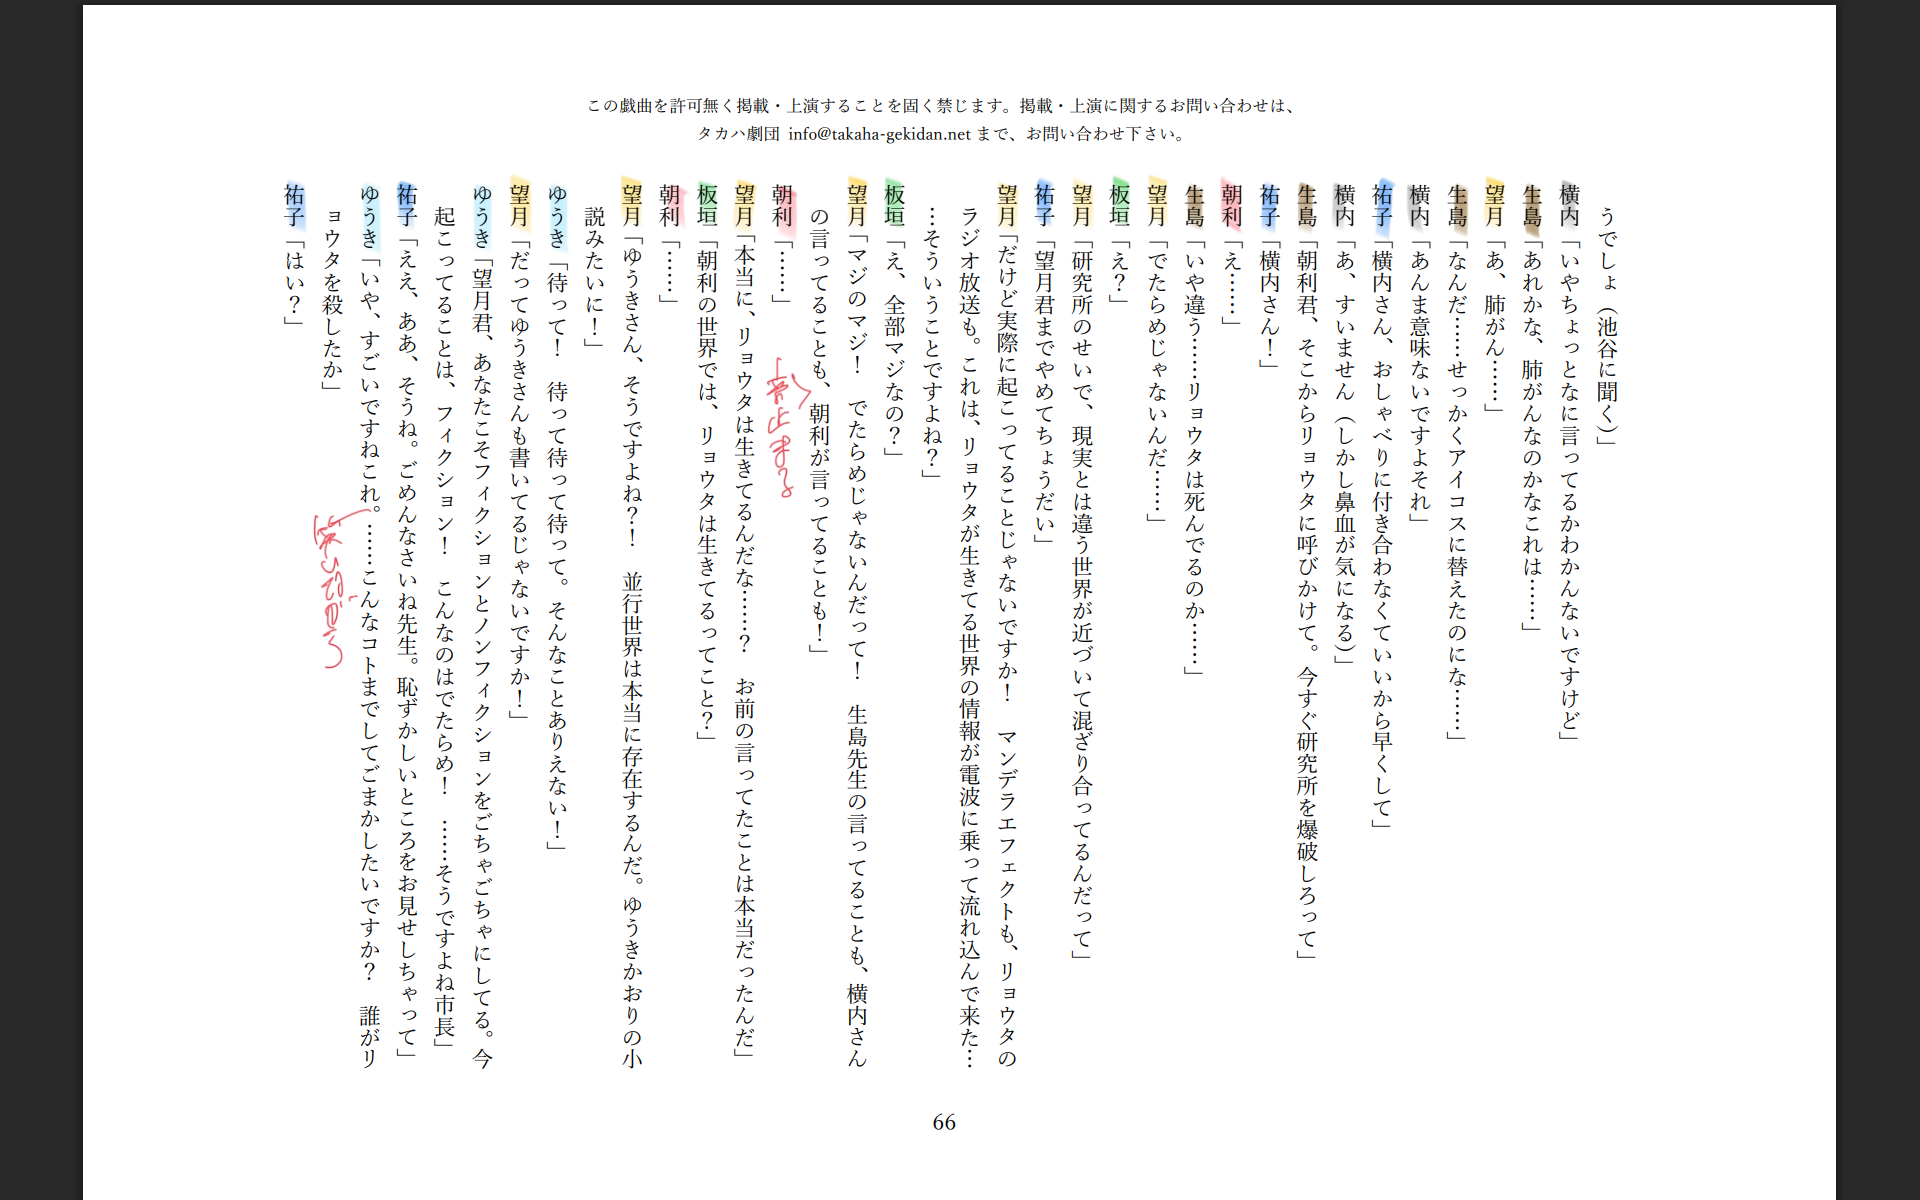 この戯曲を許可無く掲載・上演することを固く禁じます。掲載・上演に関するお問い合わせは、
タカハ劇団 info@takaha-gekidan.net まで、お問い合わせ下さい。
うでしょ（池谷に聞く）」
横内「いやちょっとなに言ってるかわかんないですけど」
生島「あれかな、肺がんなのかなこれは……」
望月「あ、肺がん……」
生島「なんだ……せっかくアイコスに替えたのにな……」
横内「あんま意味ないですよそれ」
祐子「横内さん、おしゃべりに付き合わなくていいから早くして」
横内「あ、すいません（しかし鼻血が気になる）」
生島「朝利君、そこからリョウタに呼びかけて。今すぐ研究所を爆破しろって」
祐子「横内さん！」
朝利「え……」
生島「いや違う……リョウタは死んでるのか……」
望月「でたらめじゃないんだ……」
板垣「え？」
望月「研究所のせいで、現実とは違う世界が近づいて混ざり合ってるんだって」
祐子「望月君までやめてちょうだい」
望月「だけど実際に起こってることじゃないですか！　マンデラエフェクトも、リョウタの
ラジオ放送も。これは、リョウタが生きてる世界の情報が電波に乗って流れ込んで来た…
…そういうことですよね？」
板垣「え、全部マジなの？」
望月「マジのマジ！　でたらめじゃないんだって！　生島先生の言ってることも、横内さん
の言ってることも、朝利が言ってることも！」
朝利「……」
音止まる
望月「本当に、リョウタは生きてるんだな……？　お前の言ってたことは本当だったんだ」
板垣「朝利の世界では、リョウタは生きてるってこと？」
朝利「……」
望月「ゆうきさん、そうですよね？！　並行世界は本当に存在するんだ。ゆうきかおりの小
説みたいに！」
ゆうき「待って！　待って待って待って。そんなことありえない！」
望月「だってゆうきさんも書いてるじゃないですか！」
ゆうき「望月君、あなたこそフィクションとノンフィクションをごちゃごちゃにしてる。今
起こってることは、フィクション！　こんなのはでたらめ！　……そうですよね市長」
祐子「ええ、ああ、そうね。ごめんなさいね先生。恥ずかしいところをお見せしちゃって」
ゆうき「いや、すごいですねこれ。……こんなコトまでしてごまかしたいですか？　誰がリ
ョウタを殺したか」
笑いながら
祐子「はい？」
66